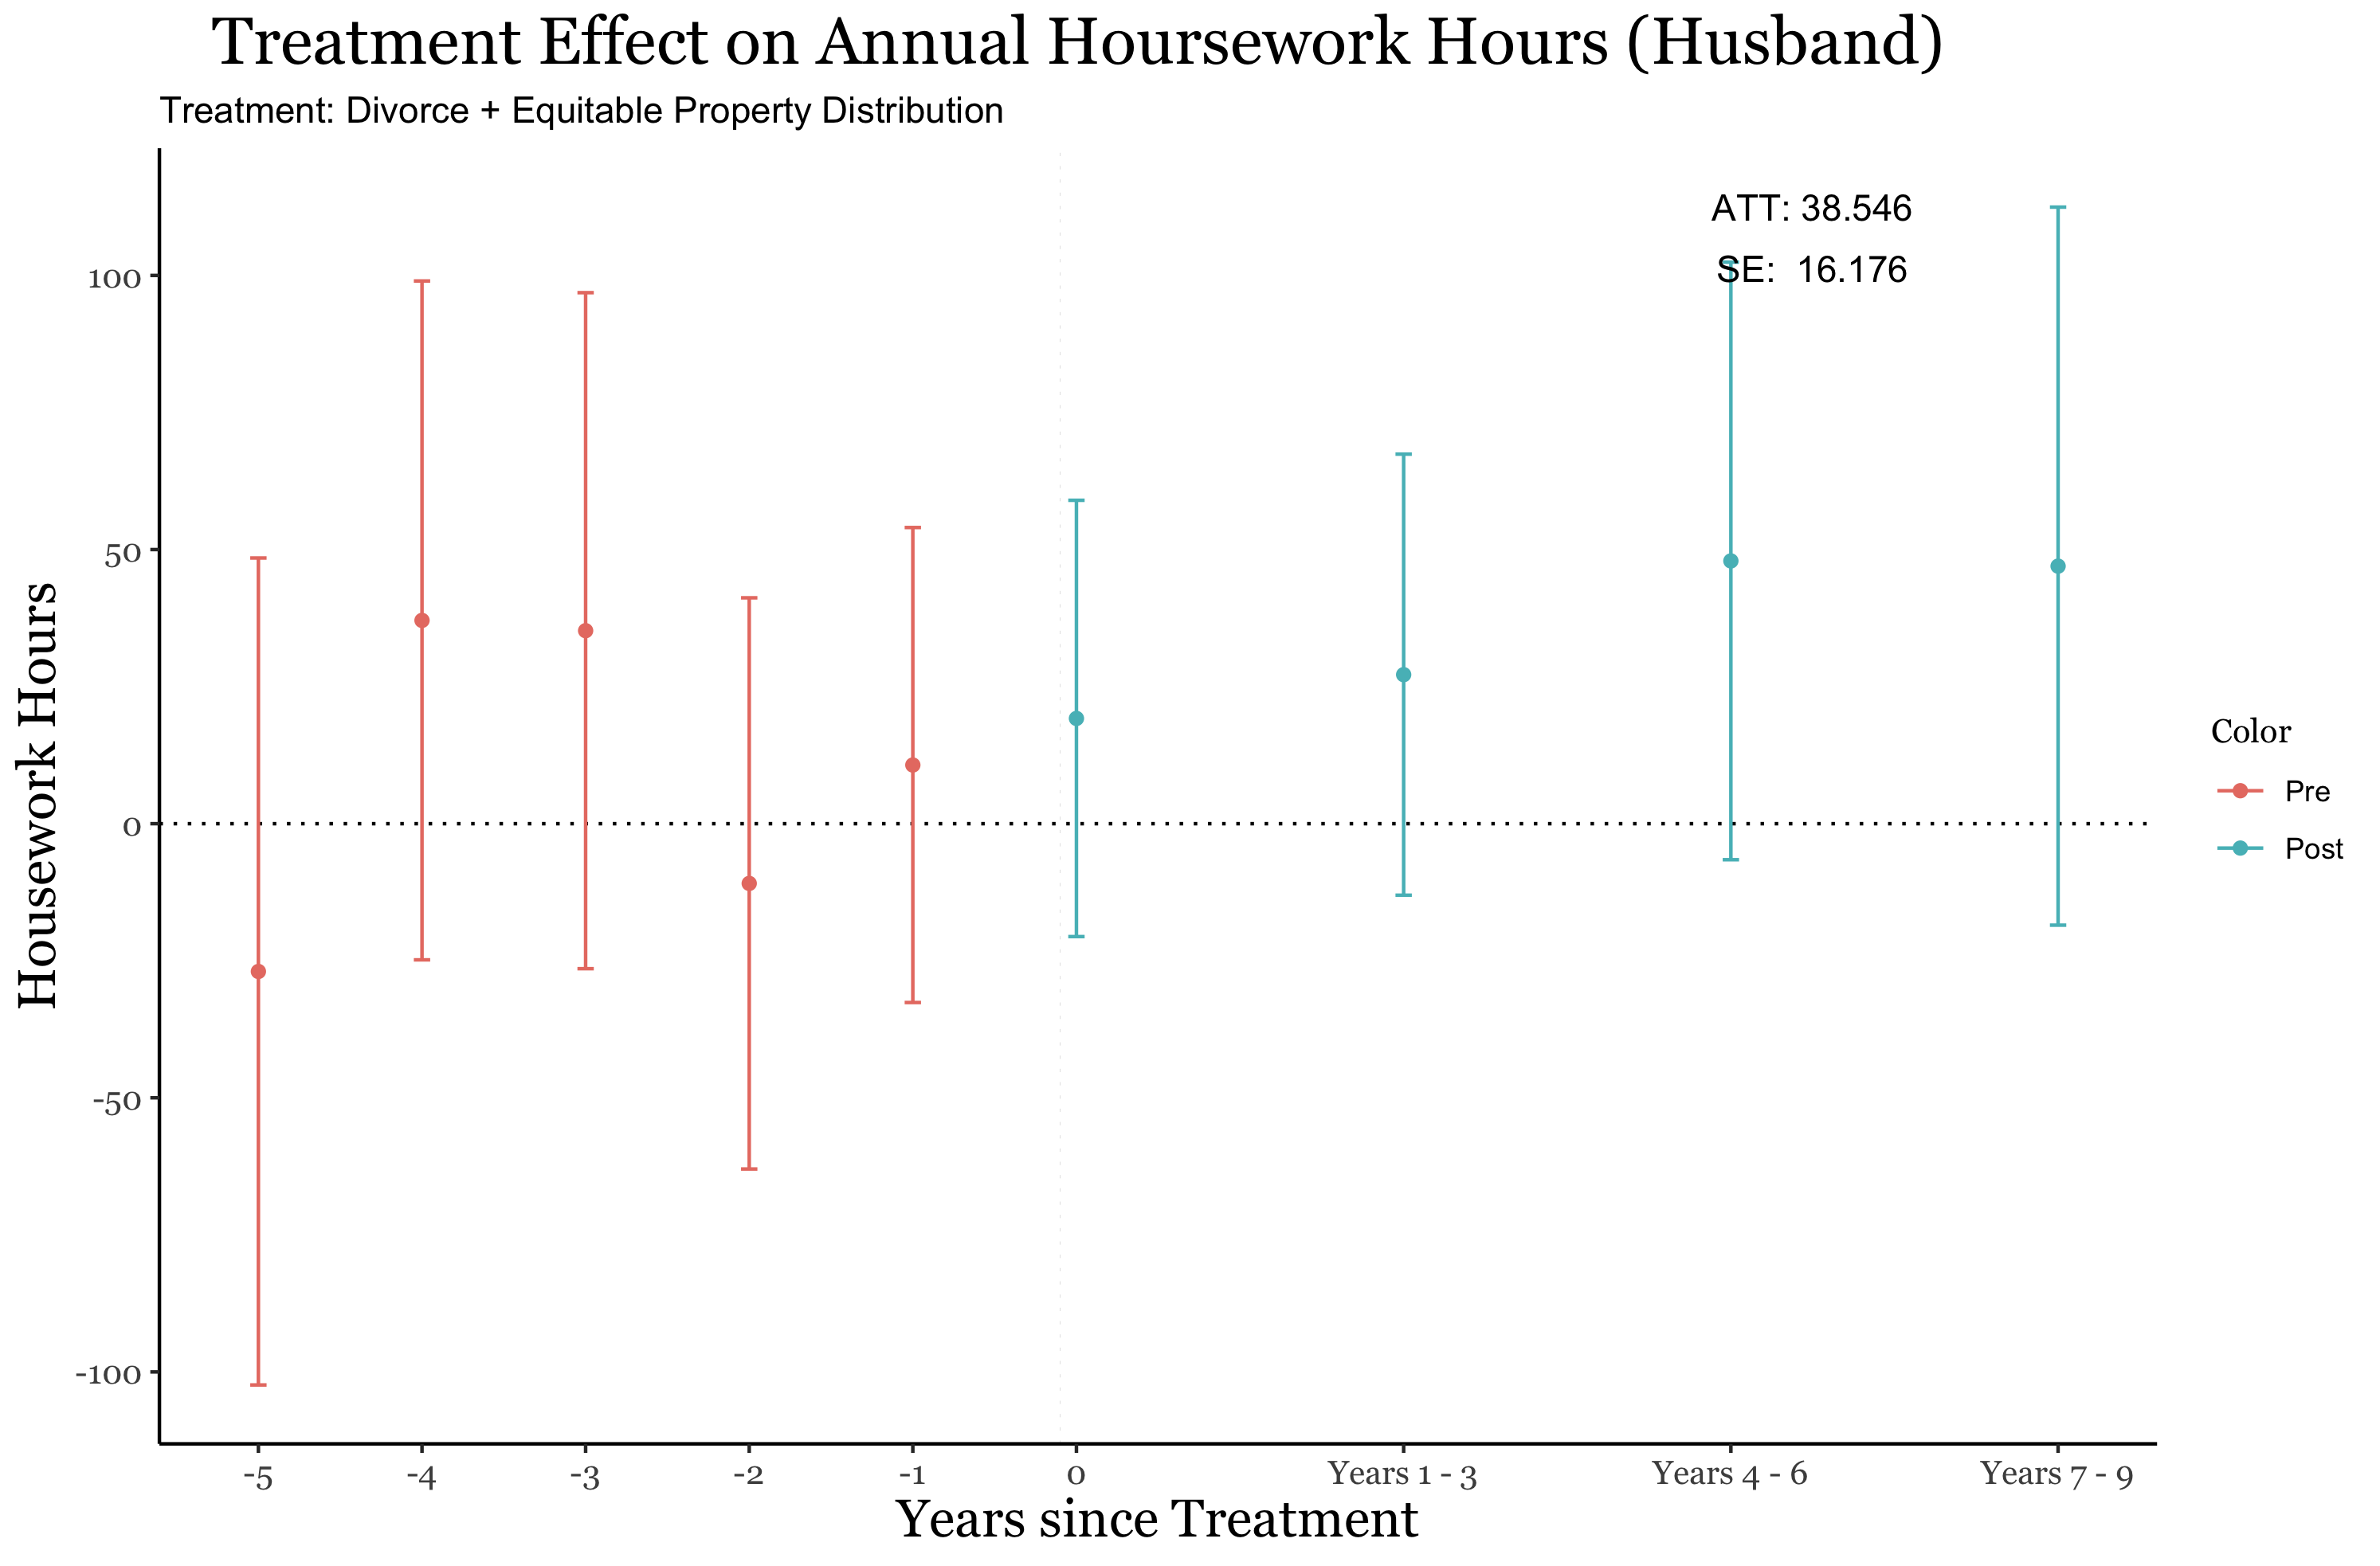 Treatment Effect on Annual Hoursework Hours (Husband)
Treatment: Divorce + Equitable Property Distribution
ATT: 38.546
SE: 16.176
100
50
0
-50
-100
Housework Hours
-5 -4 -3 -2 -1 0 Years 1 - 3 Years 4 - 6 Years 7 - 9
Years since Treatment
Color
Pre
Post